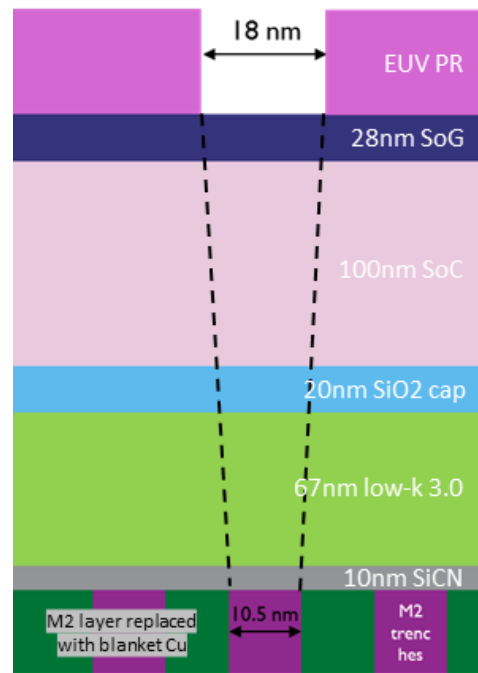 18 nm
EUV PR
28nm SoG
100nm SoC
20nm SiO2 cap
67nm low-k 3.0
10nm SiCN
M2 layer replaced
with blanket Cu
10.5 nm
M2
trenc
hes